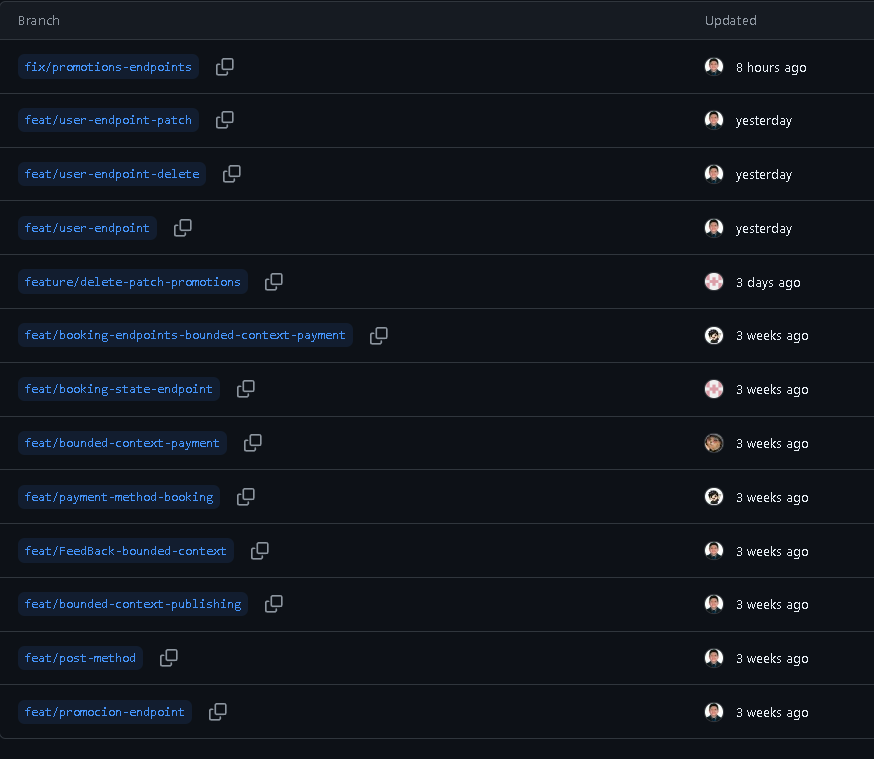 Branch Updated
fix/promotions-endpoints 8 hours ago
feat/user-endpoint-patch yesterday
feat/user-endpoint-delete yesterday
feat/user-endpoint yesterday
feature/delete-patch-promotions 3 days ago
feat/booking-endpoints-bounded-context-payment 3 weeks ago
feat/booking-state-endpoint 3 weeks ago
feat/bounded-context-payment 3 weeks ago
feat/payment-method-booking 3 weeks ago
feat/FeedBack-bounded-context 3 weeks ago
feat/bounded-context-publishing 3 weeks ago
feat/post-method 3 weeks ago
feat/promocion-endpoint 3 weeks ago